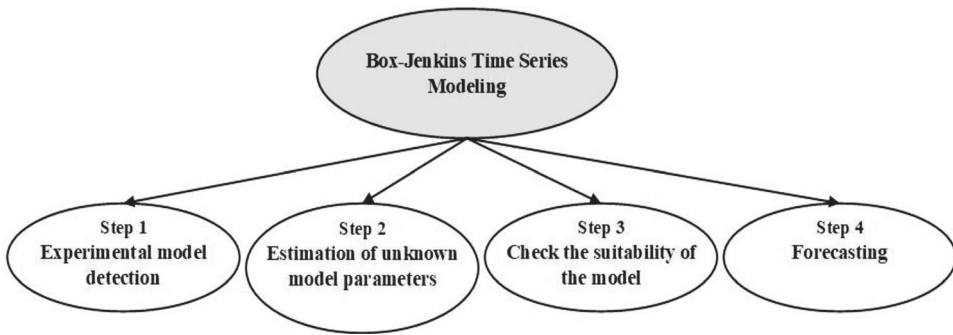 Box-Jenkins Time Series
Modeling
Step 1
Experimental model
detection
Step 2
Estimation of unknown
model parameters
Step 3
Check the suitability of
the model
Step 4
Forecasting